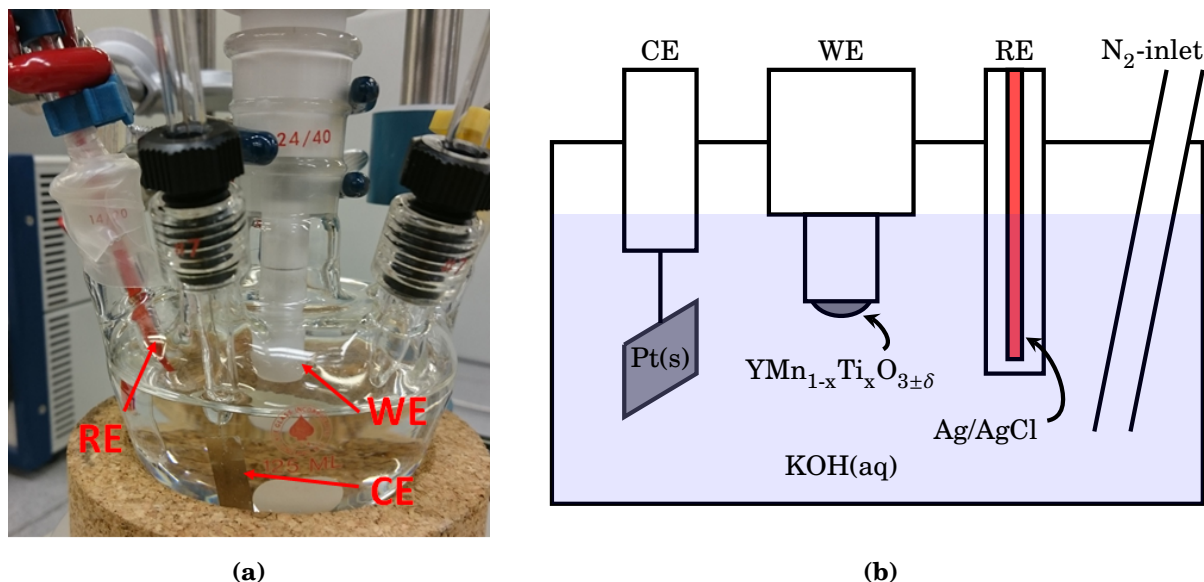 14/20
24/40
RE
WE
CE
(a)
CE
WE
RE
N₂-inlet
Pt(s)
YMn₁₋ₓTiₓO₃±δ
Ag/AgCl
KOH(aq)
(b)